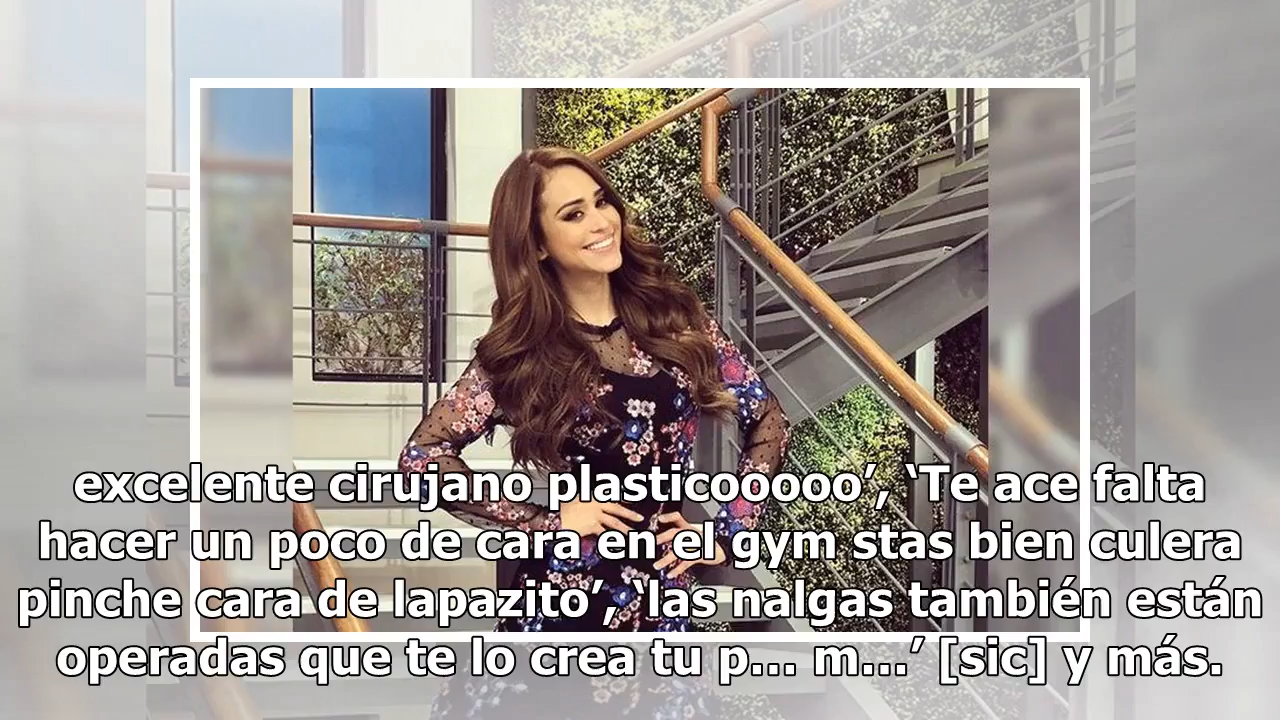 excelente cirujano plasticooooo’, ‘Te ace falta
hacer un poco de cara en el gym stas bien culera
pinche cara de lapazito’, ‘las nalgas también están
operadas que te lo crea tu p... m...’ [sic] y más.